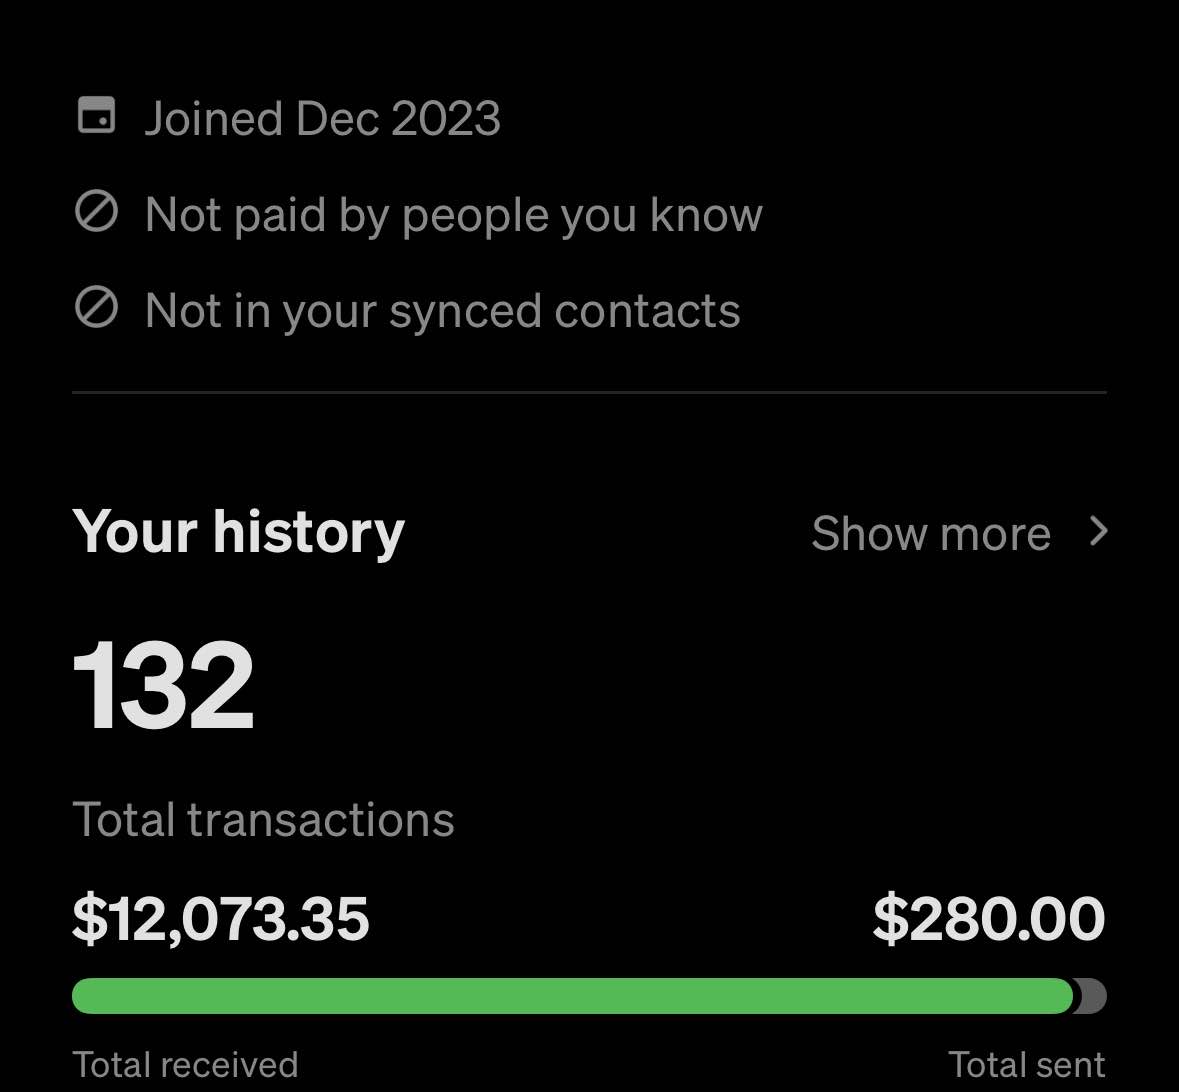 Joined Dec 2023
Not paid by people you know
Not in your synced contacts
Your history
Show more
132
Total transactions
$12,073.35
$280.00
Total received
Total sent